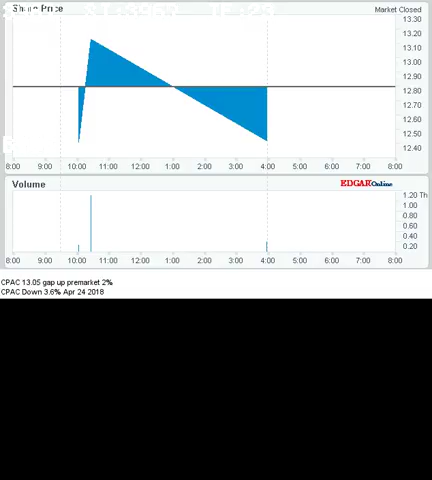 Share Price
Market Closed
13.30
13.20
13.10
13.00
12.90
12.80
12.70
12.60
12.50
12.40
8:00 9:00 10:00 11:00 12:00 1:00 2:00 3:00 4:00 5:00 6:00 7:00 8:00
Volume
EDGAROnline
1.20 Th
1.00
0.80
0.60
0.40
0.20
8:00 9:00 10:00 11:00 12:00 1:00 2:00 3:00 4:00 5:00 6:00 7:00 8:00
CPAC 13.05 gap up premarket 2%
CPAC Down 3.6% Apr 24 2018